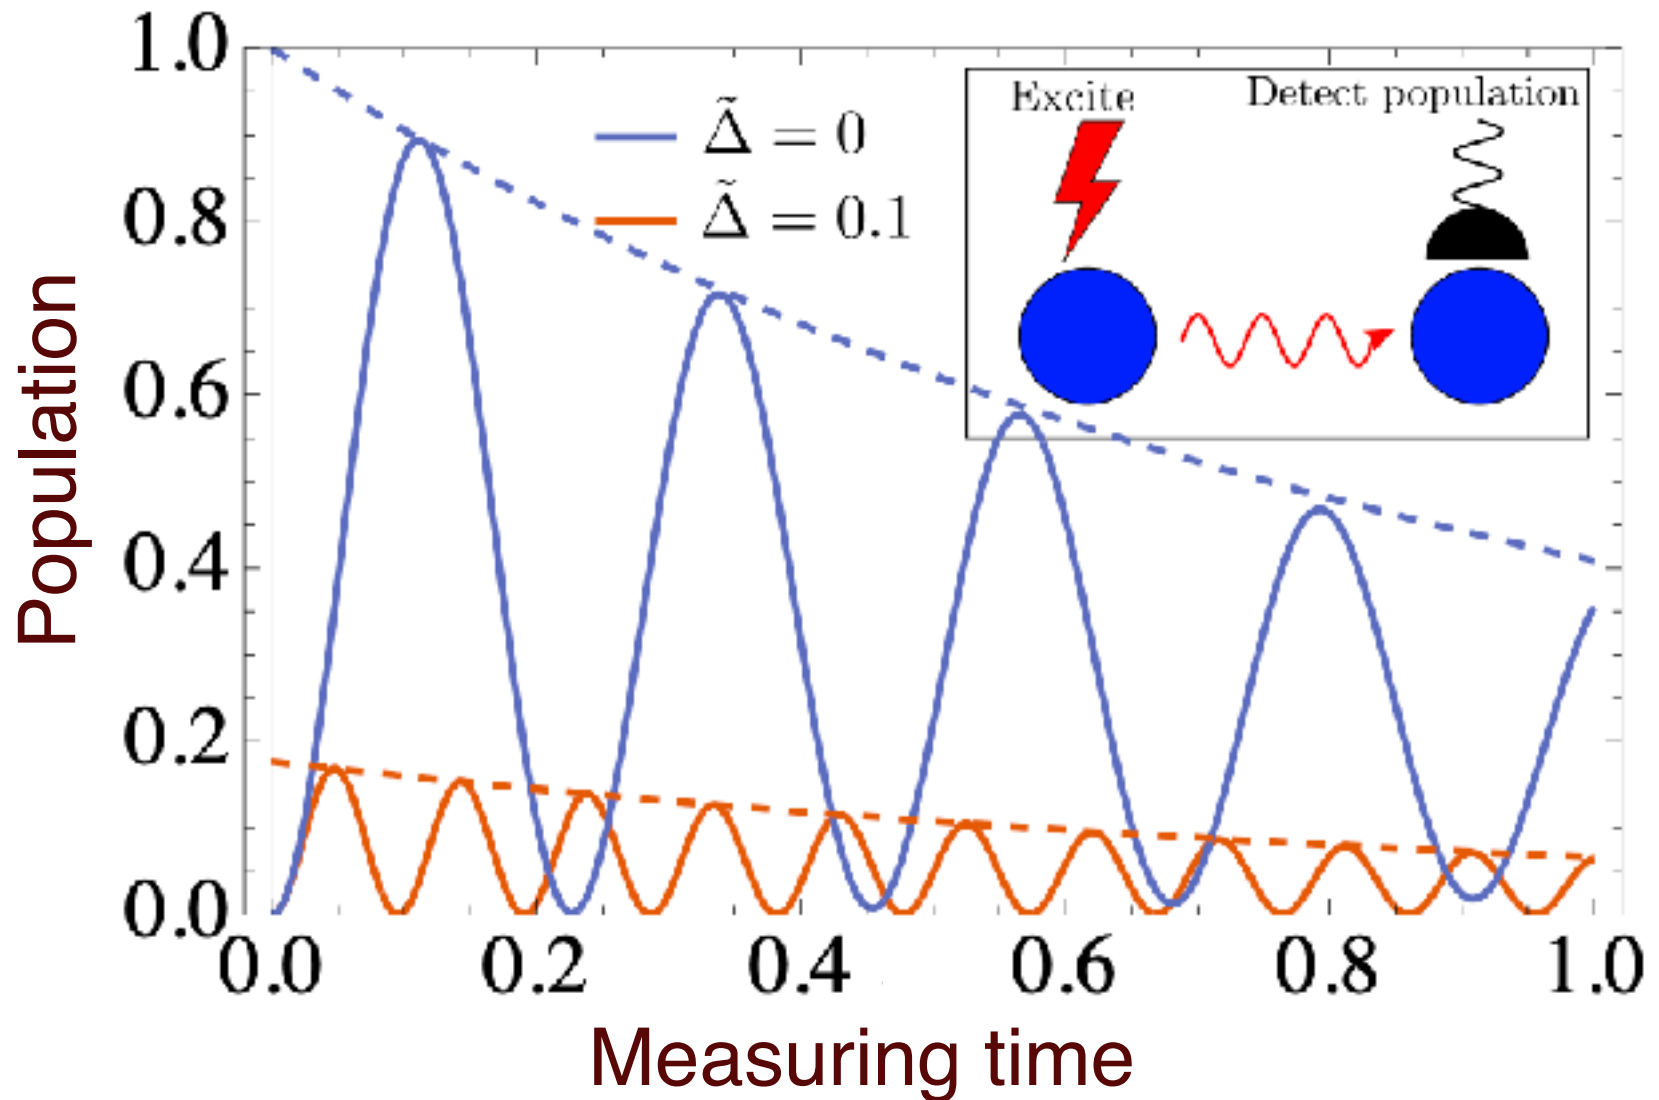 1.0
0.8
0.6
0.4
0.2
0.0
Population
0.0 0.2 0.4 0.6 0.8 1.0
Measuring time
Δ̃ = 0
Δ̃ = 0.1
Excite
Detect population